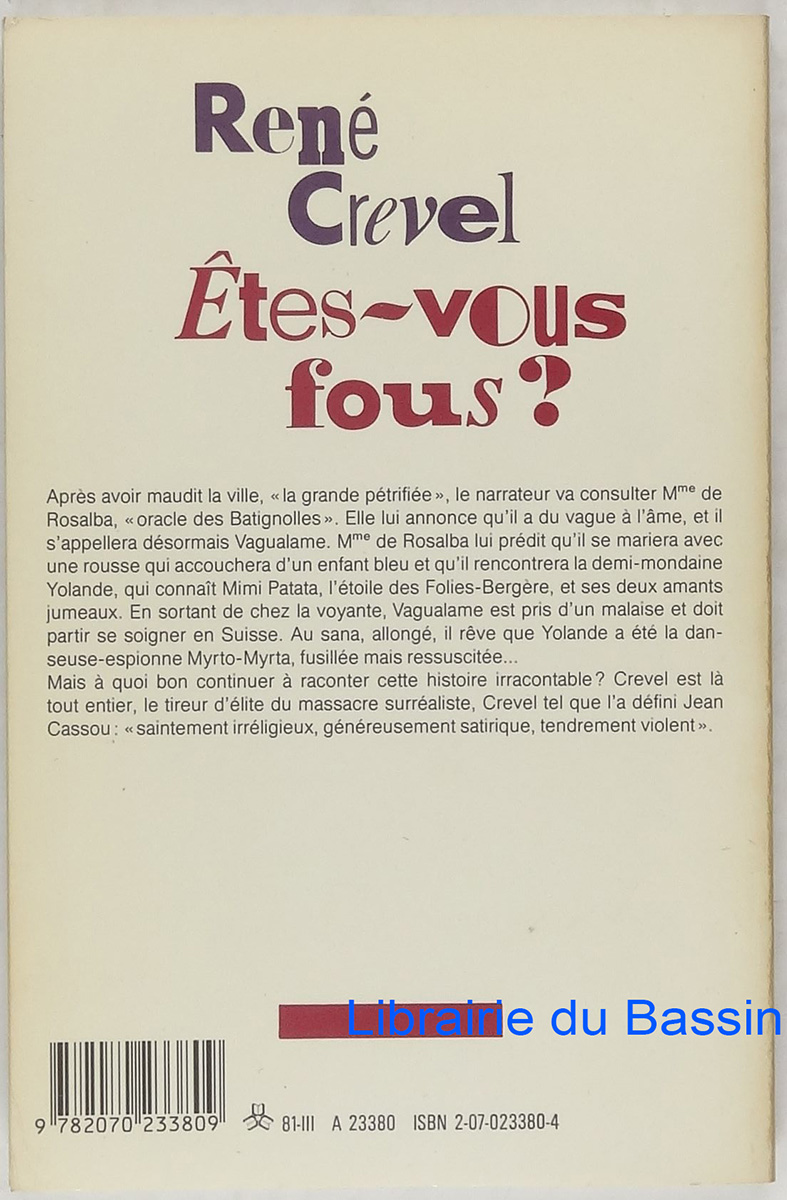 René
Crevel
Êtes-vous
fous ?
Après avoir maudit la ville, « la grande pétrifiée », le narrateur va consulter Mme de
Rosalba, « oracle des Batignolles ». Elle lui annonce qu'il a du vague à l'âme, et il
s'appellera désormais Vagualame. Mme de Rosalba lui prédit qu'il se mariera avec
une rousse qui accouchera d'un enfant bleu et qu'il rencontrera la demi-mondaine
Yolande, qui connaît Mimi Patata, l'étoile des Folies-Bergère, et ses deux amants
jumeaux. En sortant de chez la voyante, Vagualame est pris d'un malaise et doit
partir se soigner en Suisse. Au sana, allongé, il rêve que Yolande a été la dan-
seuse-espionne Myrto-Myrta, fusillée mais ressuscitée...
Mais à quoi bon continuer à raconter cette histoire irracontable ? Crevel est là
tout entier, le tireur d'élite du massacre surréaliste, Crevel tel que l'a défini Jean
Cassou : « saintement irréligieux, généreusement satirique, tendrement violent ».
Librairie du Bassin
9 782070 233809
81-III A 23380 ISBN 2-07-023380-4